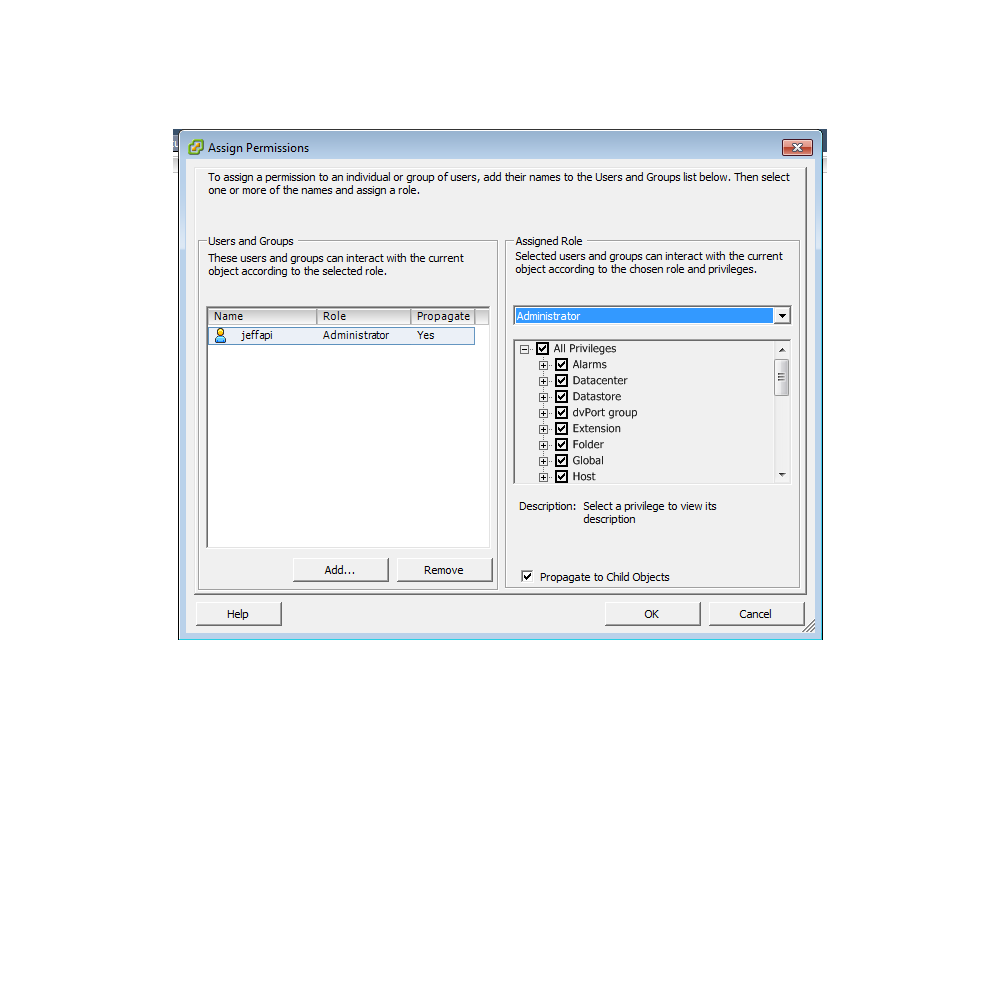 Assign Permissions
To assign a permission to an individual or group of users, add their names to the Users and Groups list below. Then select
one or more of the names and assign a role.
Users and Groups
These users and groups can interact with the current
object according to the selected role.
Name Role Propagate
jeffapi Administrator Yes
Add... Remove
Assigned Role
Selected users and groups can interact with the current
object according to the chosen role and privileges.
Administrator
All Privileges
Alarms
Datacenter
Datastore
dvPort group
Extension
Folder
Global
Host
Description: Select a privilege to view its
description
Propagate to Child Objects
Help OK Cancel